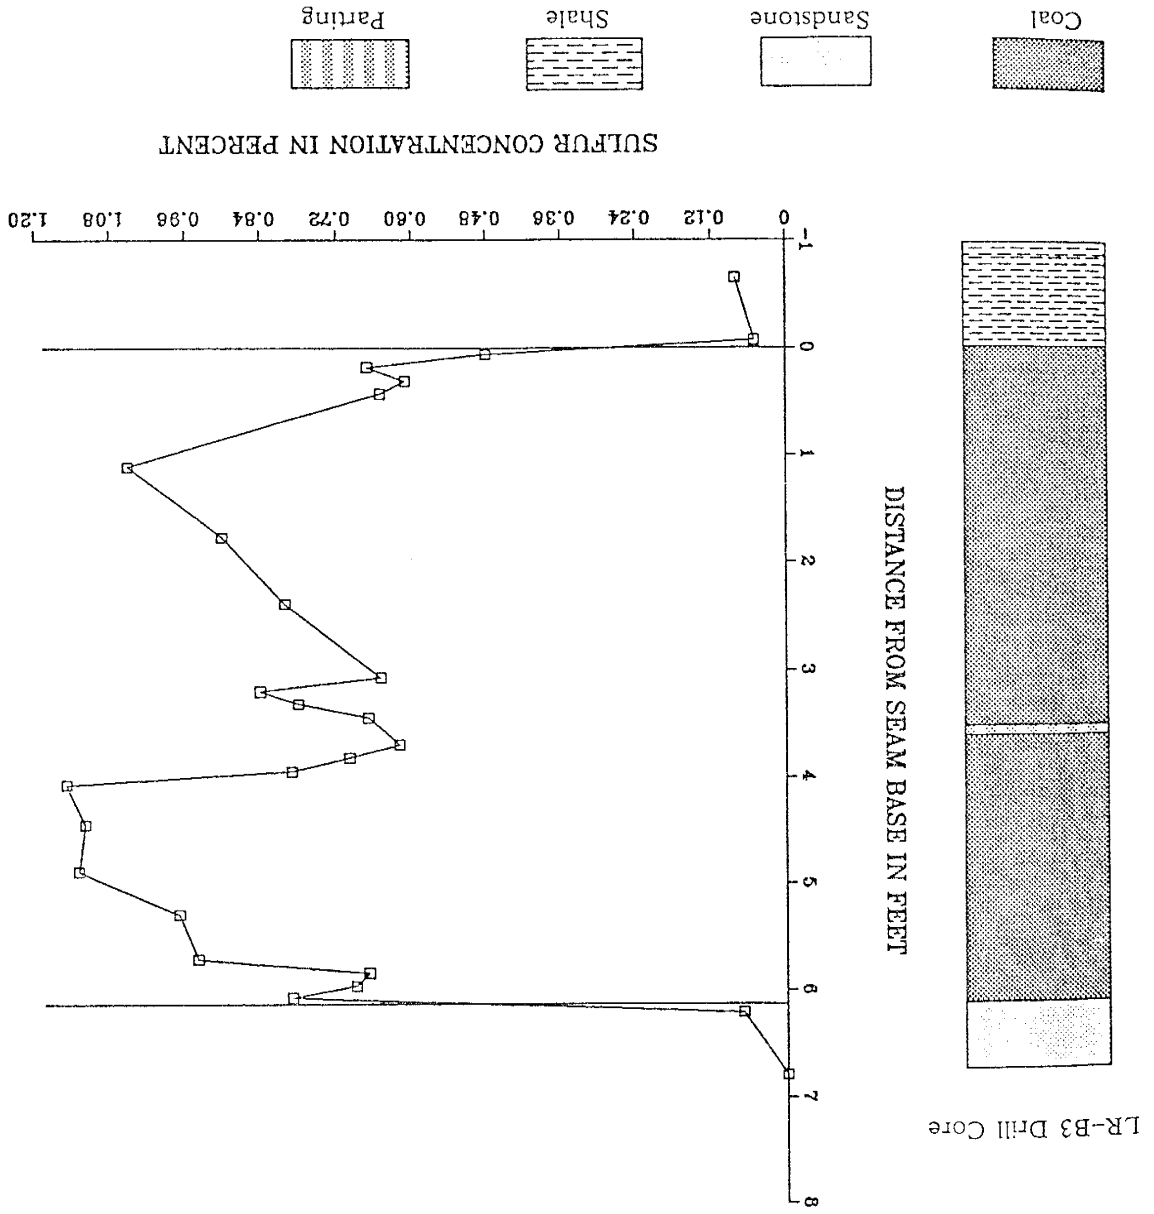 LR-B3 Drill Core
8
7
6
5
4
3
2
1
0
-1
DISTANCE FROM SEAM BASE IN FEET
0 0.12 0.24 0.36 0.48 0.60 0.72 0.84 0.96 1.08 1.20
SULFUR CONCENTRATION IN PERCENT
Coal Sandstone Shale Parting